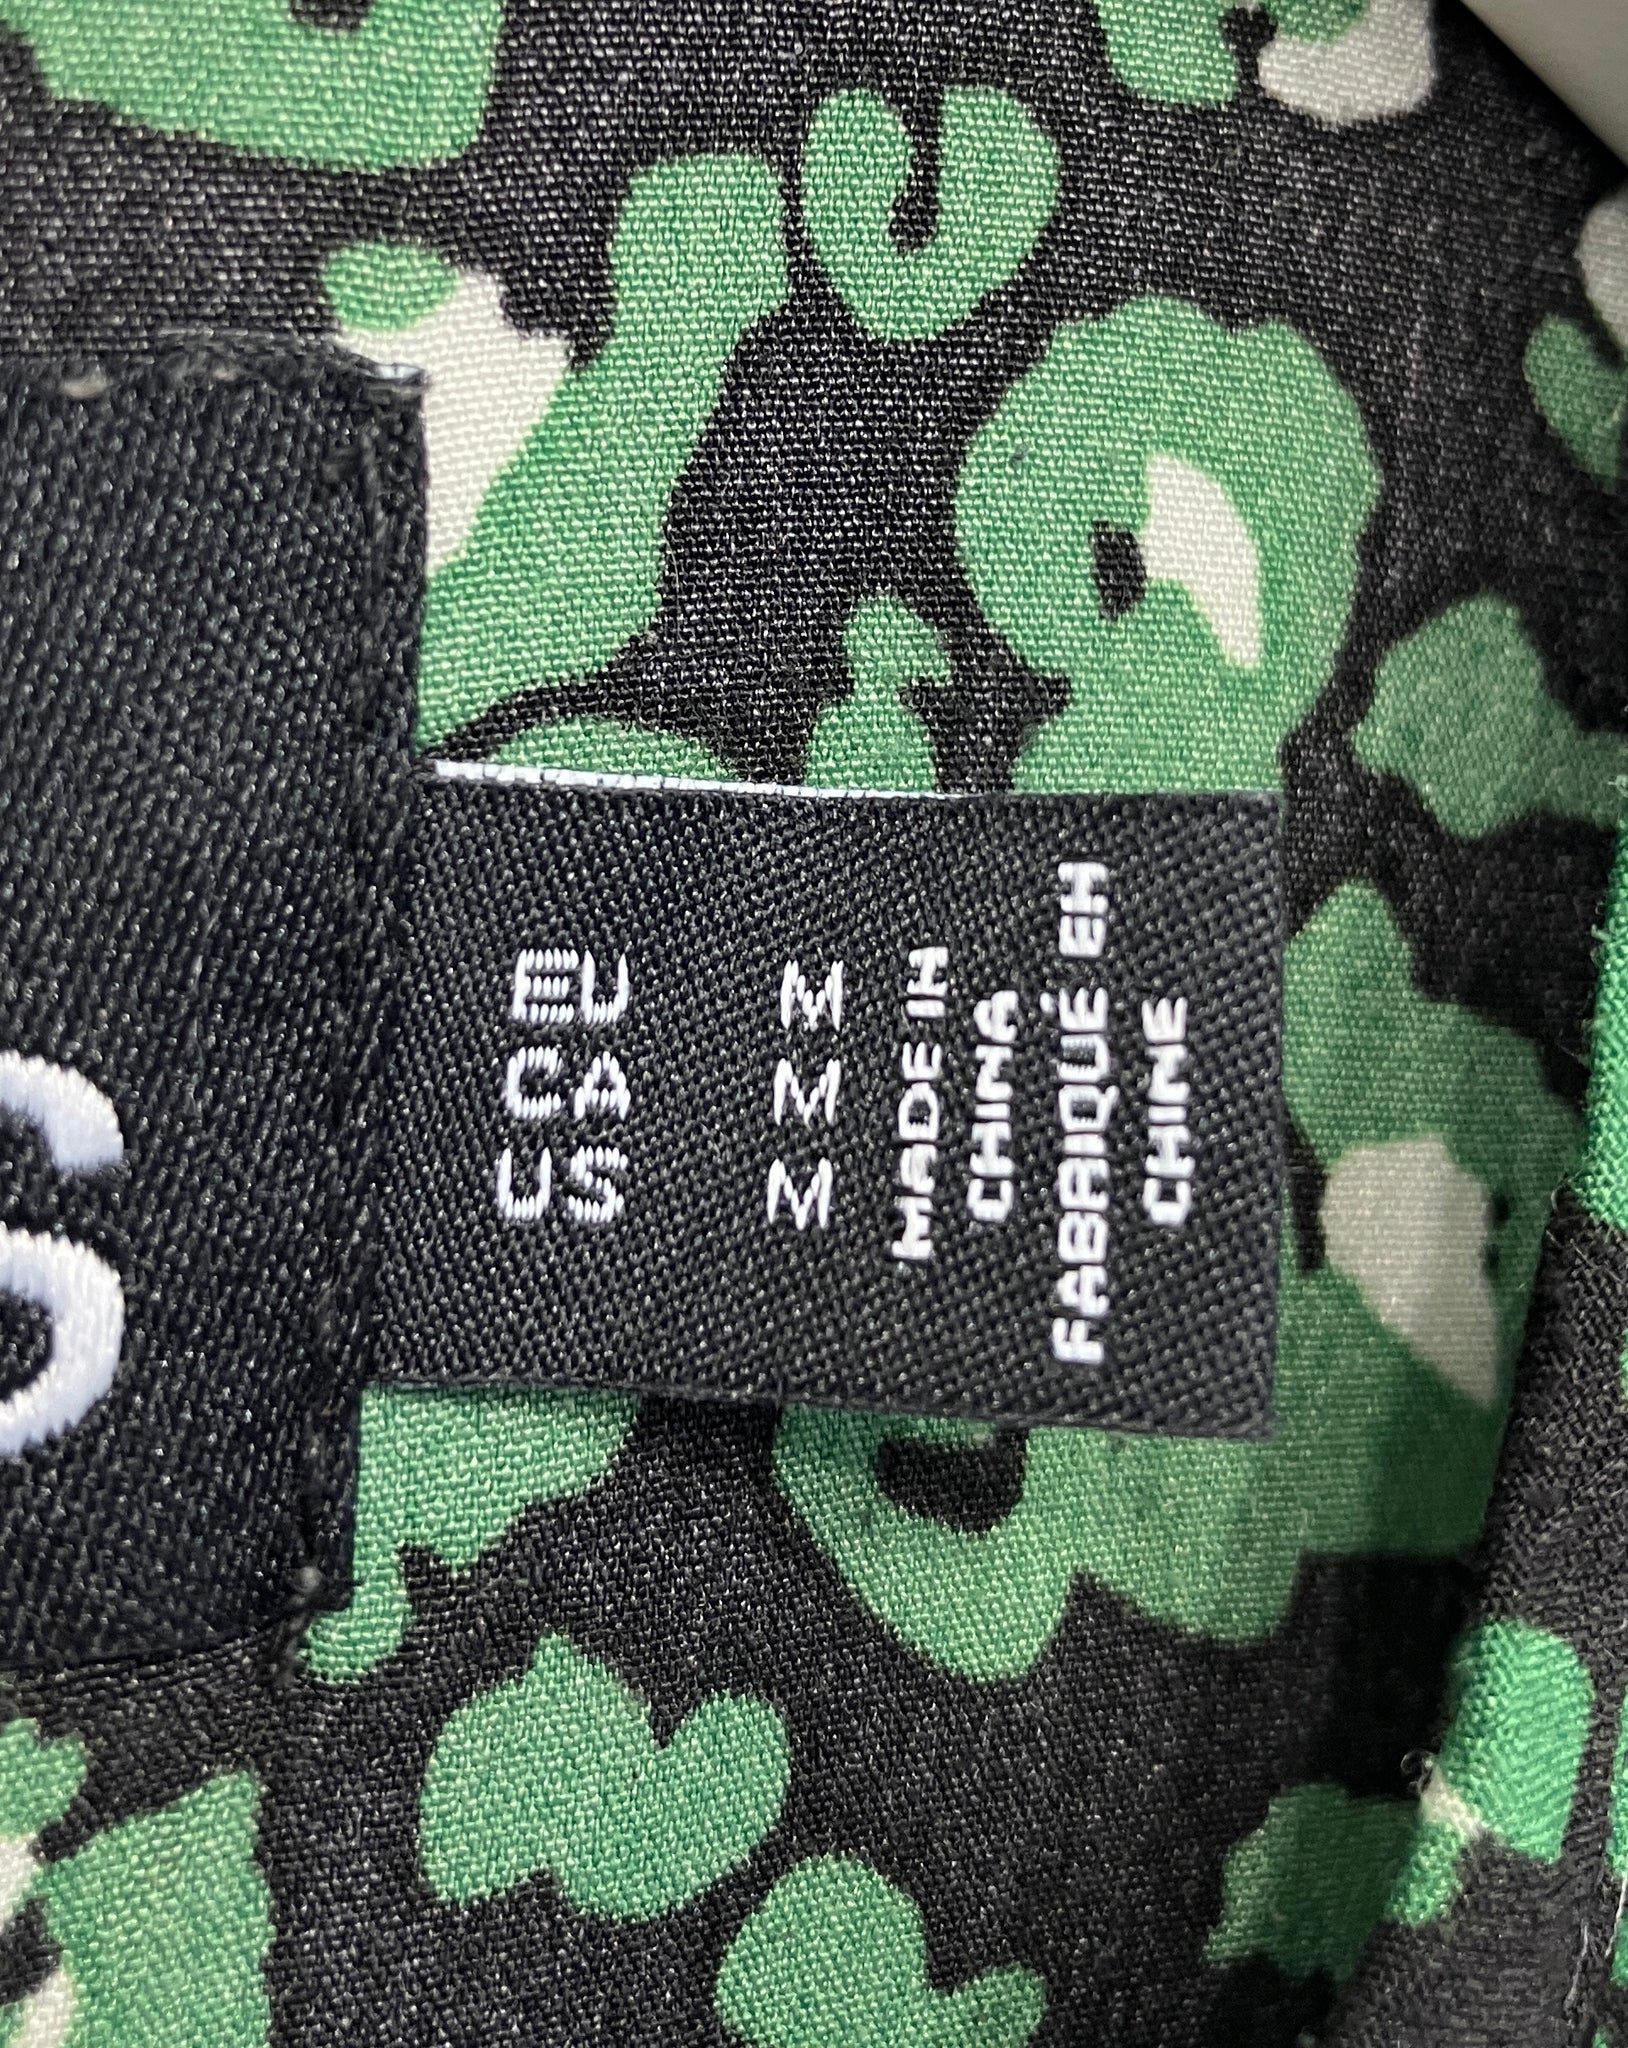 EU M
CA M
US M
MADE IN
CHINA
FABRIQUÉ EN
CHINE